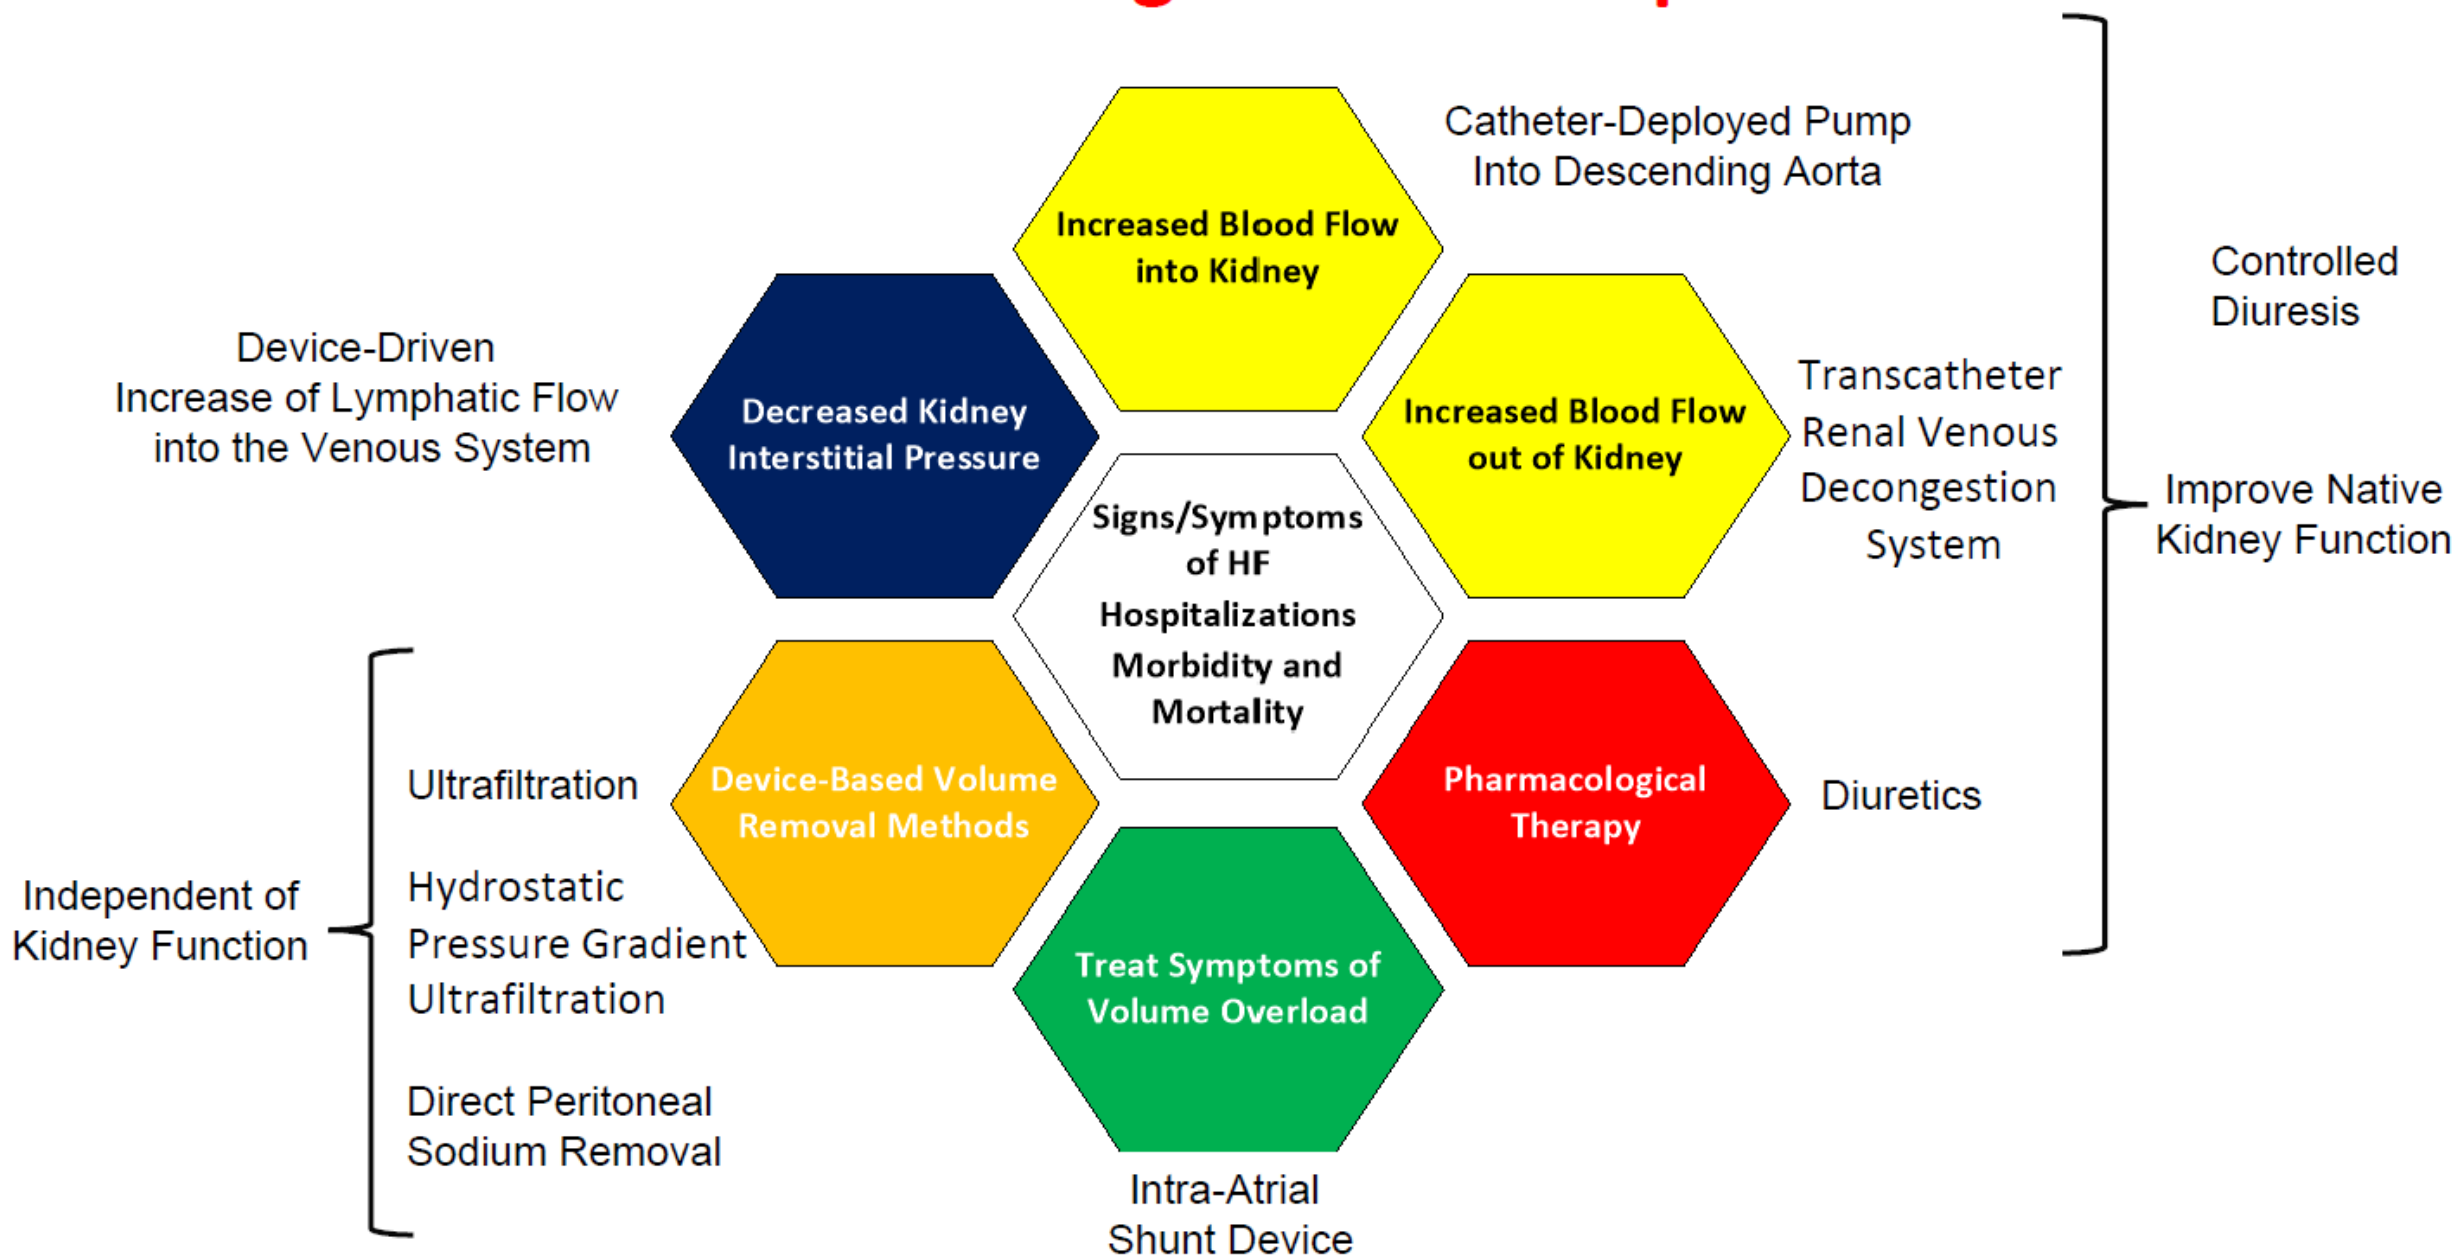 Catheter-Deployed Pump
Into Descending Aorta
Increased Blood Flow
into Kidney
Controlled
Diuresis
Device-Driven
Increase of Lymphatic Flow
into the Venous System
Decreased Kidney
Interstitial Pressure
Increased Blood Flow
out of Kidney
Transcatheter
Renal Venous
Decongestion
System
Improve Native
Kidney Function
Signs/Symptoms
of HF
Hospitalizations
Morbidity and
Mortality
Ultrafiltration
Hydrostatic
Pressure Gradient
Ultrafiltration
Direct Peritoneal
Sodium Removal
Independent of
Kidney Function
Device-Based Volume
Removal Methods
Pharmacological
Therapy
Diuretics
Treat Symptoms of
Volume Overload
Intra-Atrial
Shunt Device